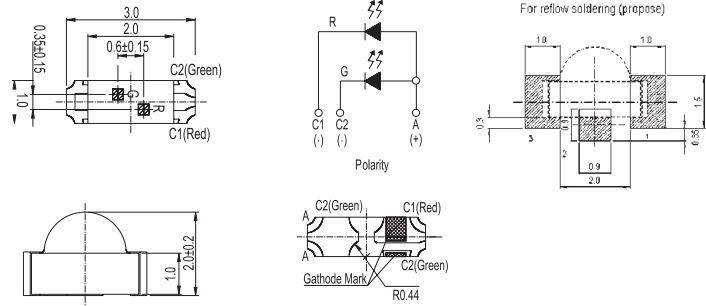 3.0
2.0
0.6±0.15
0.35±0.15
1.0
C2(Green)
G
R
C1(Red)
R
G
C1 C2 A
(-) (-) (+)
Polarity
For reflow soldering (propose)
1.0 1.0
1.5
0.3
0.9
0.35
3 2 1
0.9
2.0
1.0
2.0±0.2
A C2(Green) C1(Red)
A C2(Green)
Gathode Mark
R0.44